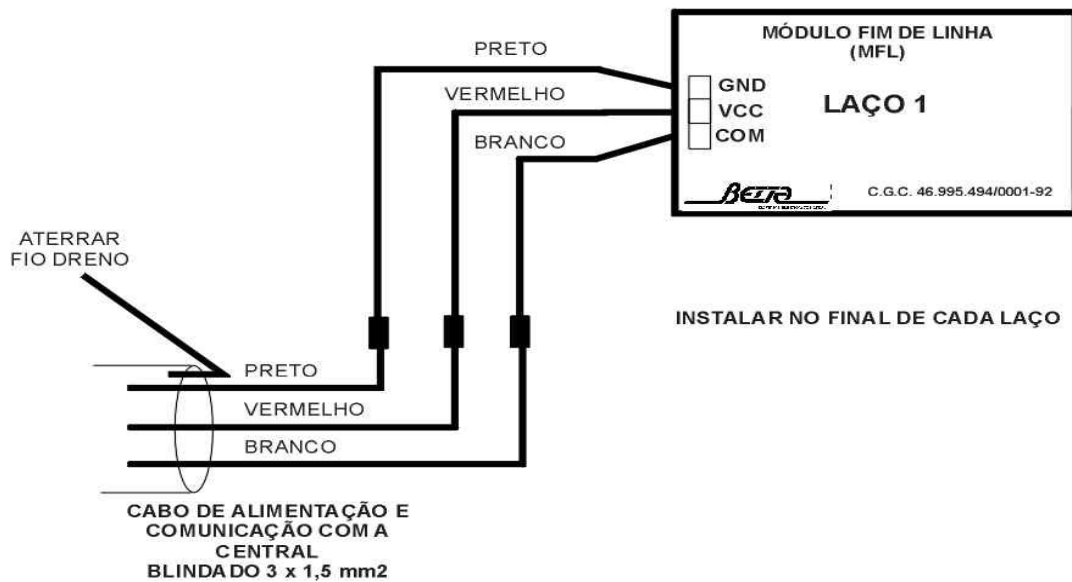 MÓDULO FIM DE LINHA
(MFL)
PRETO
GND
VERMELHO
VCC
LAÇO 1
BRANCO
COM
C.G.C. 46.995.494/0001-92
ATERRAR
FIO DRENO
INSTALAR NO FINAL DE CADA LAÇO
PRETO
VERMELHO
BRANCO
CABO DE ALIMENTAÇÃO E
COMUNICAÇÃO COM A
CENTRAL
BLINDADO 3 x 1,5 mm2